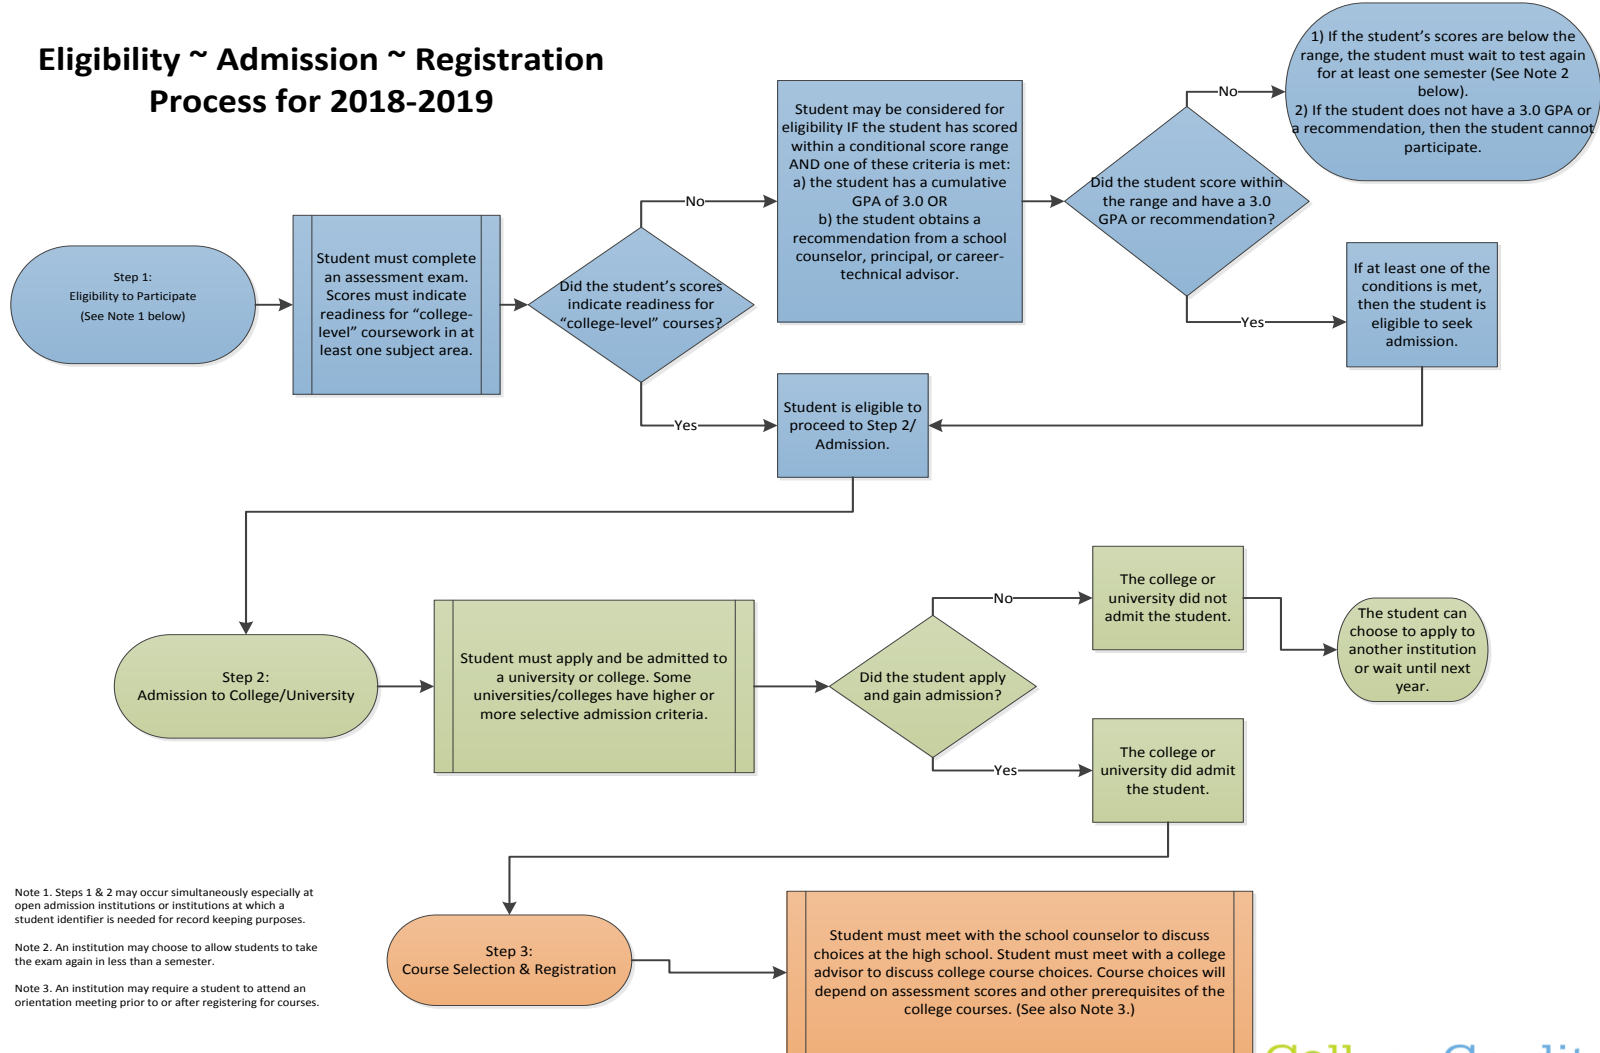 Eligibility ~ Admission ~ Registration
Process for 2018-2019
Step 1:
Eligibility to Participate
(See Note 1 below)
Student must complete
an assessment exam.
Scores must indicate
readiness for “college-
level” coursework in at
least one subject area.
Did the student’s scores
indicate readiness for
“college-level” courses?
No
Yes
Student may be considered for
eligibility IF the student has scored
within a conditional score range
AND one of these criteria is met:
a) the student has a cumulative
GPA of 3.0 OR
b) the student obtains a
recommendation from a school
counselor, principal, or career-
technical advisor.
Did the student score within
the range and have a 3.0
GPA or recommendation?
No
Yes
1) If the student’s scores are below the
range, the student must wait to test again
for at least one semester (See Note 2
below).
2) If the student does not have a 3.0 GPA or
a recommendation, then the student cannot
participate.
If at least one of the
conditions is met,
then the student is
eligible to seek
admission.
Student is eligible to
proceed to Step 2/
Admission.
Step 2:
Admission to College/University
Student must apply and be admitted to
a university or college. Some
universities/colleges have higher or
more selective admission criteria.
Did the student apply
and gain admission?
No
Yes
The college or
university did not
admit the student.
The student can
choose to apply to
another institution
or wait until next
year.
The college or
university did admit
the student.
Step 3:
Course Selection & Registration
Student must meet with the school counselor to discuss
choices at the high school. Student must meet with a college
advisor to discuss college course choices. Course choices will
depend on assessment scores and other prerequisites of the
college courses. (See also Note 3.)
Note 1. Steps 1 & 2 may occur simultaneously especially at
open admission institutions or institutions at which a
student identifier is needed for record keeping purposes.
Note 2. An institution may choose to allow students to take
the exam again in less than a semester.
Note 3. An institution may require a student to attend an
orientation meeting prior to or after registering for courses.